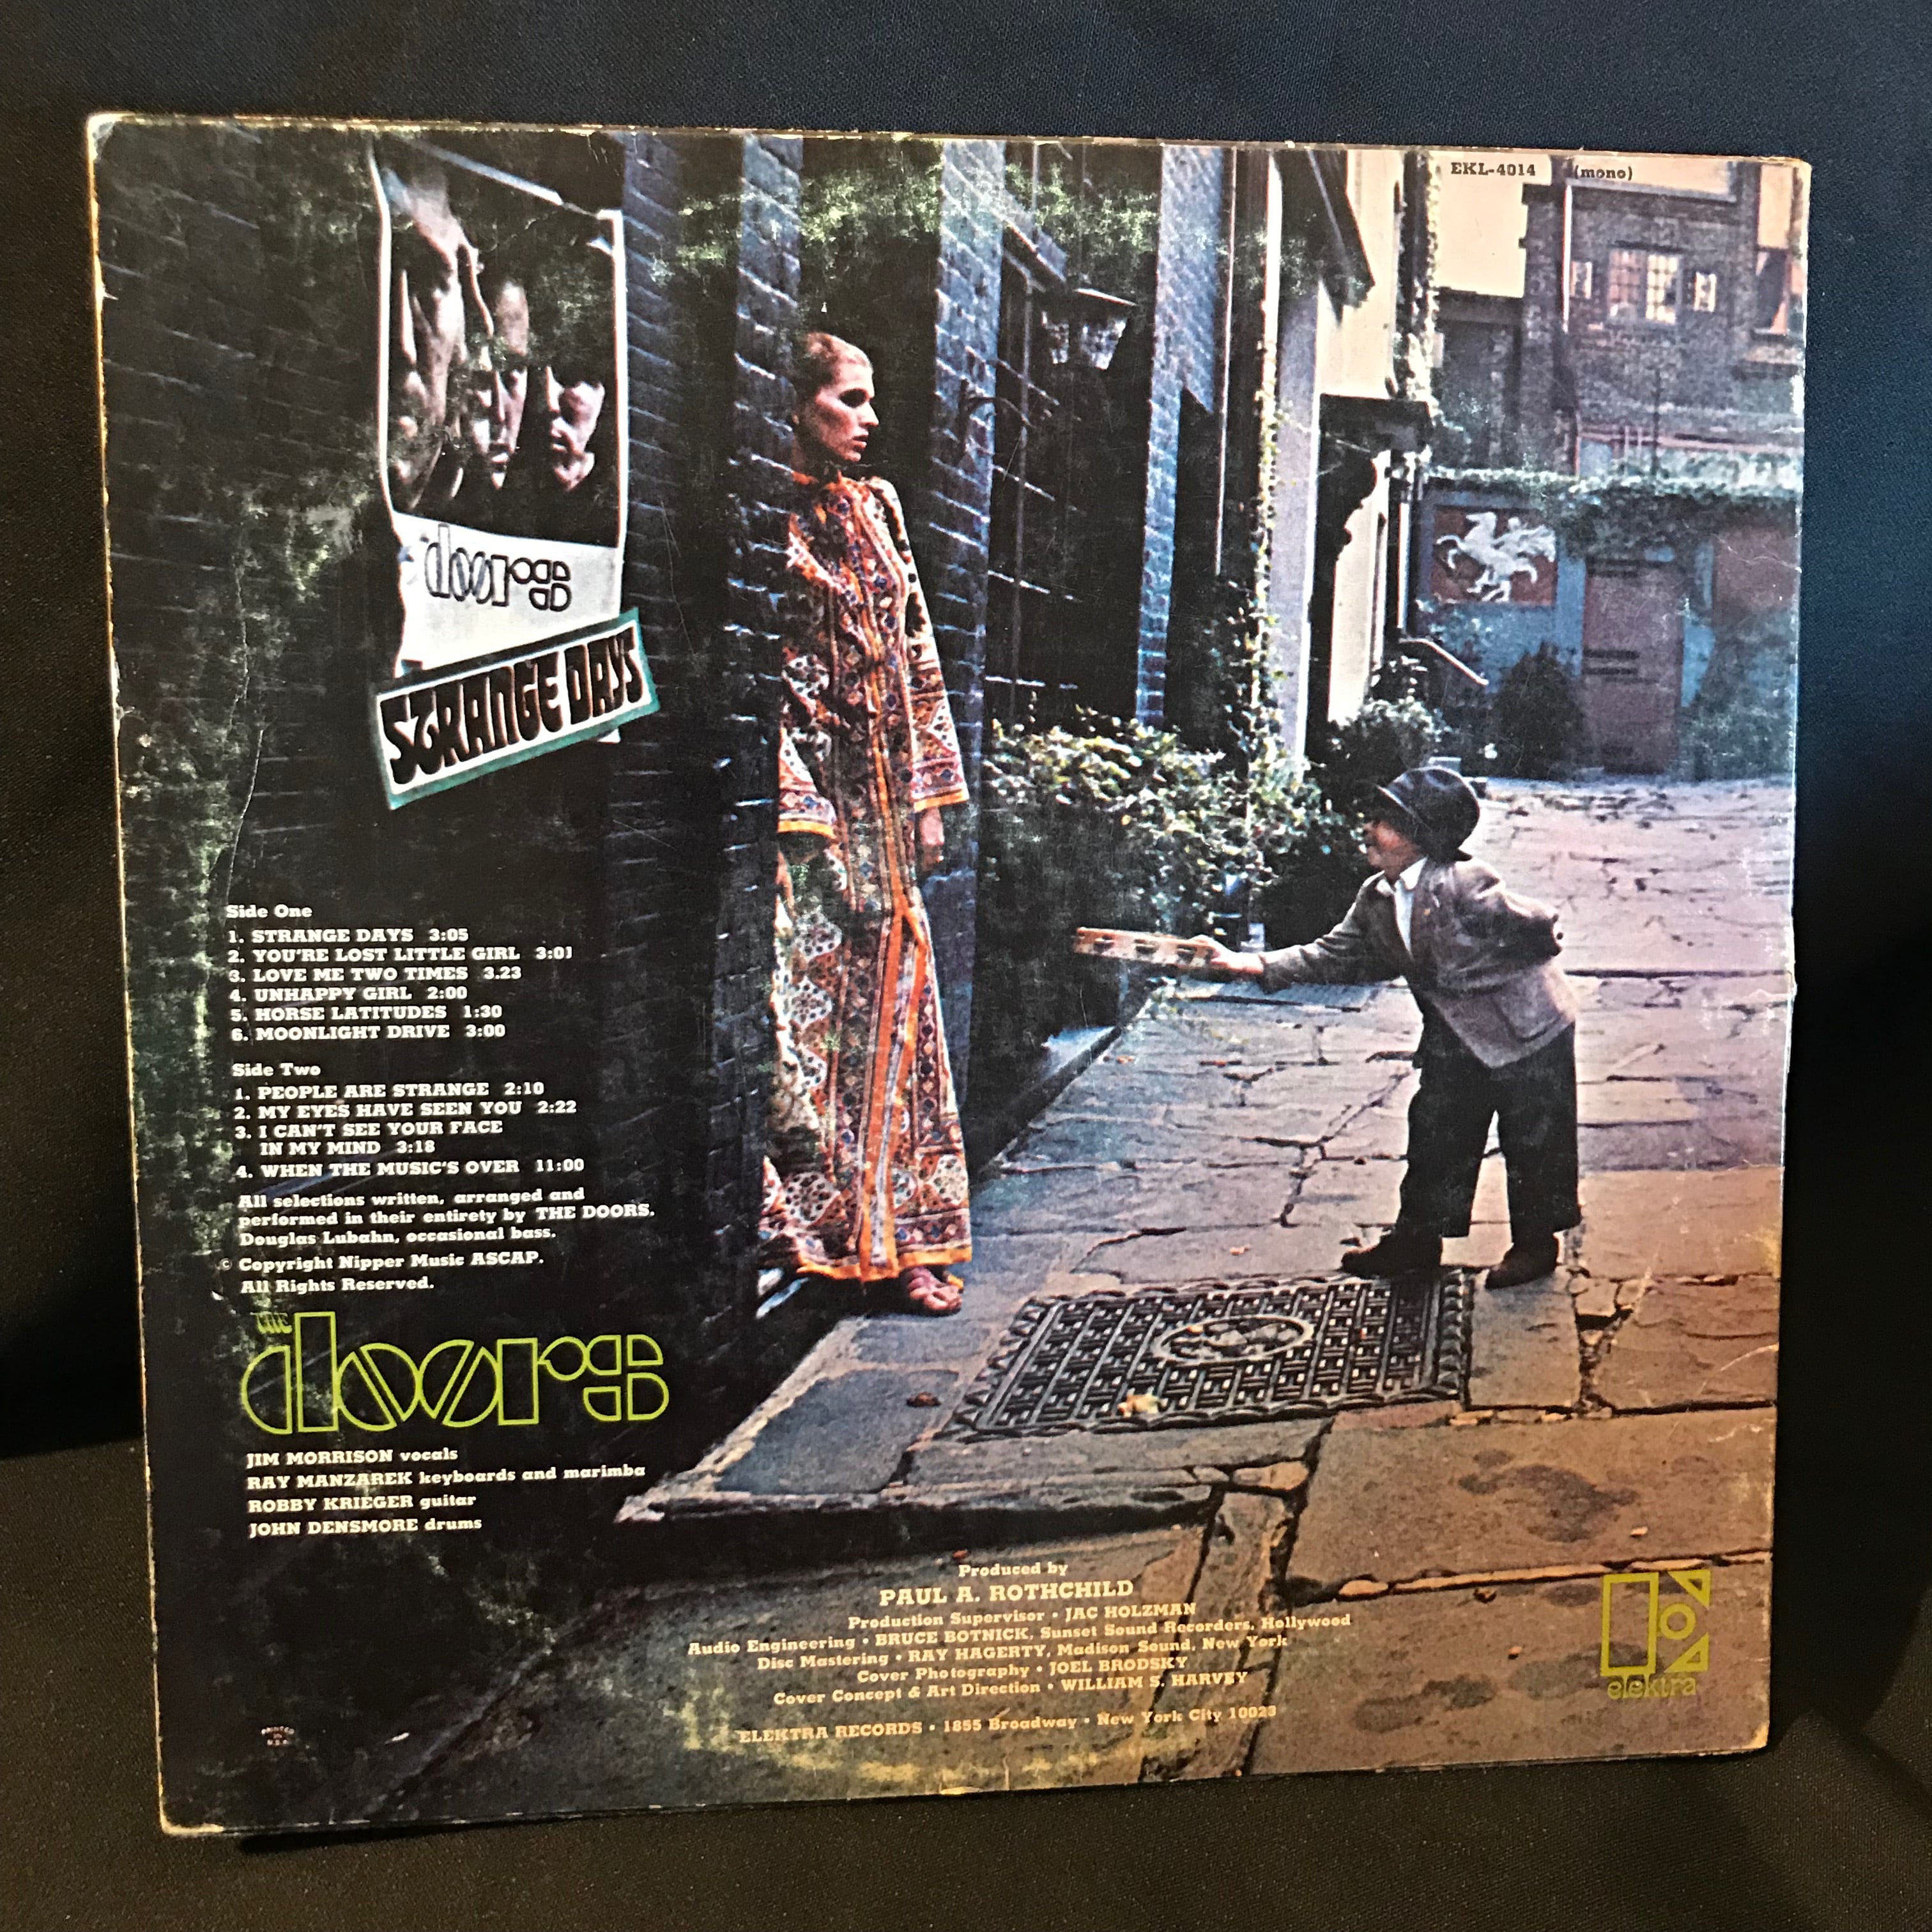 EKL-4014 (mono)
doors
STRANGE DAYS
Side One
1. STRANGE DAYS 3:05
2. YOU'RE LOST LITTLE GIRL 3:01
3. LOVE ME TWO TIMES 3.23
4. UNHAPPY GIRL 2:00
5. HORSE LATITUDES 1:30
6. MOONLIGHT DRIVE 3:00
Side Two
1. PEOPLE ARE STRANGE 2:10
2. MY EYES HAVE SEEN YOU 2:22
3. I CAN'T SEE YOUR FACE
IN MY MIND 3:18
4. WHEN THE MUSIC'S OVER 11:00
All selections written, arranged and
performed in their entirety by THE DOORS.
Douglas Lubahn, occasional bass.
© Copyright Nipper Music ASCAP.
All Rights Reserved.
THE
doors
JIM MORRISON vocals
RAY MANZAREK keyboards and marimba
ROBBY KRIEGER guitar
JOHN DENSMORE drums
Produced by
PAUL A. ROTHCHILD
Production Supervisor • JAC HOLZMAN
Audio Engineering • BRUCE BOTNICK, Sunset Sound Recorders, Hollywood
Disc Mastering • RAY HAGERTY, Madison Sound, New York
Cover Photography • JOEL BRODSKY
Cover Concept & Art Direction • WILLIAM S. HARVEY
ELEKTRA RECORDS • 1855 Broadway • New York City 10023
elektra
PRINTED
IN
U.S.A.